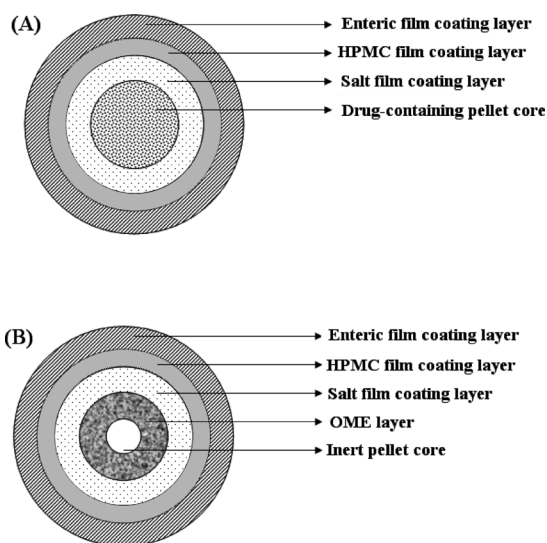 (A)
Enteric film coating layer
HPMC film coating layer
Salt film coating layer
Drug-containing pellet core
(B)
Enteric film coating layer
HPMC film coating layer
Salt film coating layer
OME layer
Inert pellet core